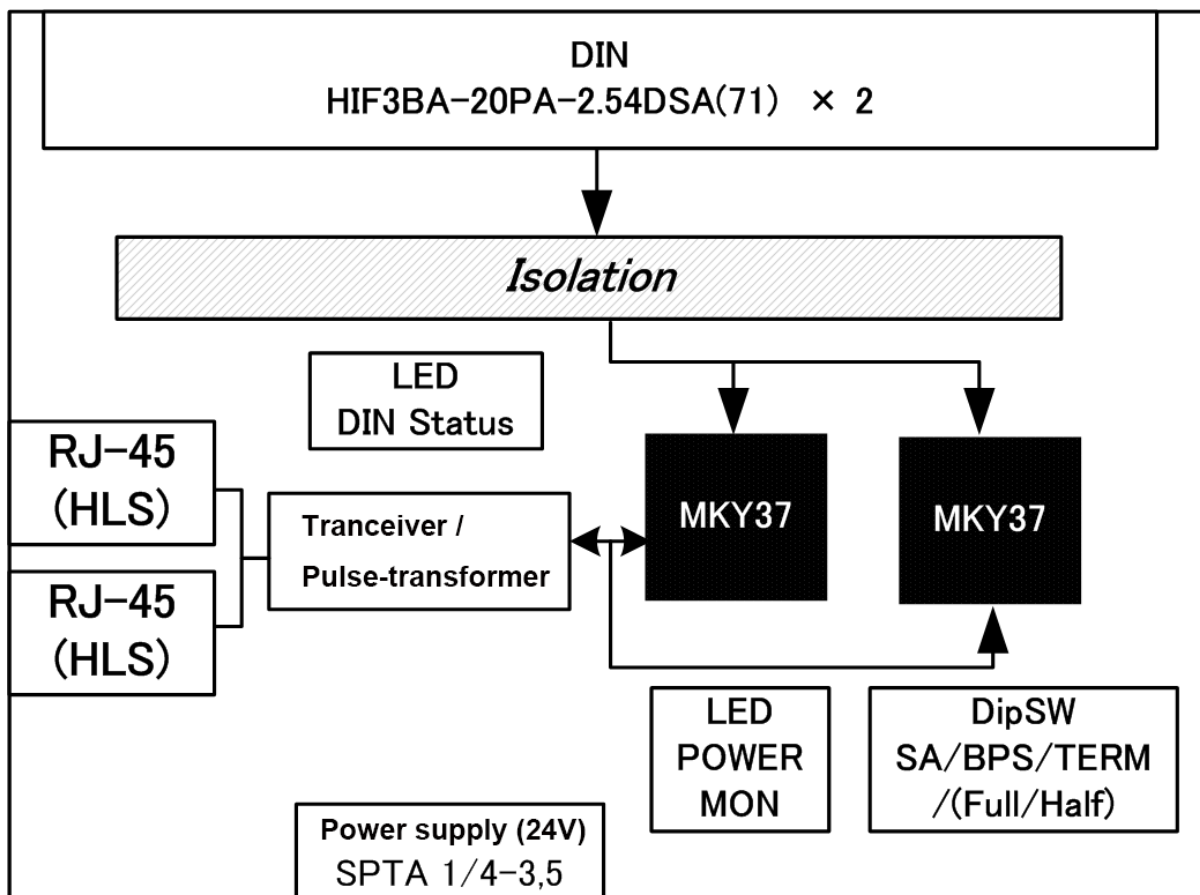 DIN
HIF3BA-20PA-2.54DSA(71) × 2
Isolation
LED
DIN Status
RJ-45
(HLS)
RJ-45
(HLS)
Tranceiver /
Pulse-transformer
MKY37
MKY37
LED
POWER
MON
DipSW
SA/BPS/TERM
/(Full/Half)
Power supply (24V)
SPTA 1/4-3,5